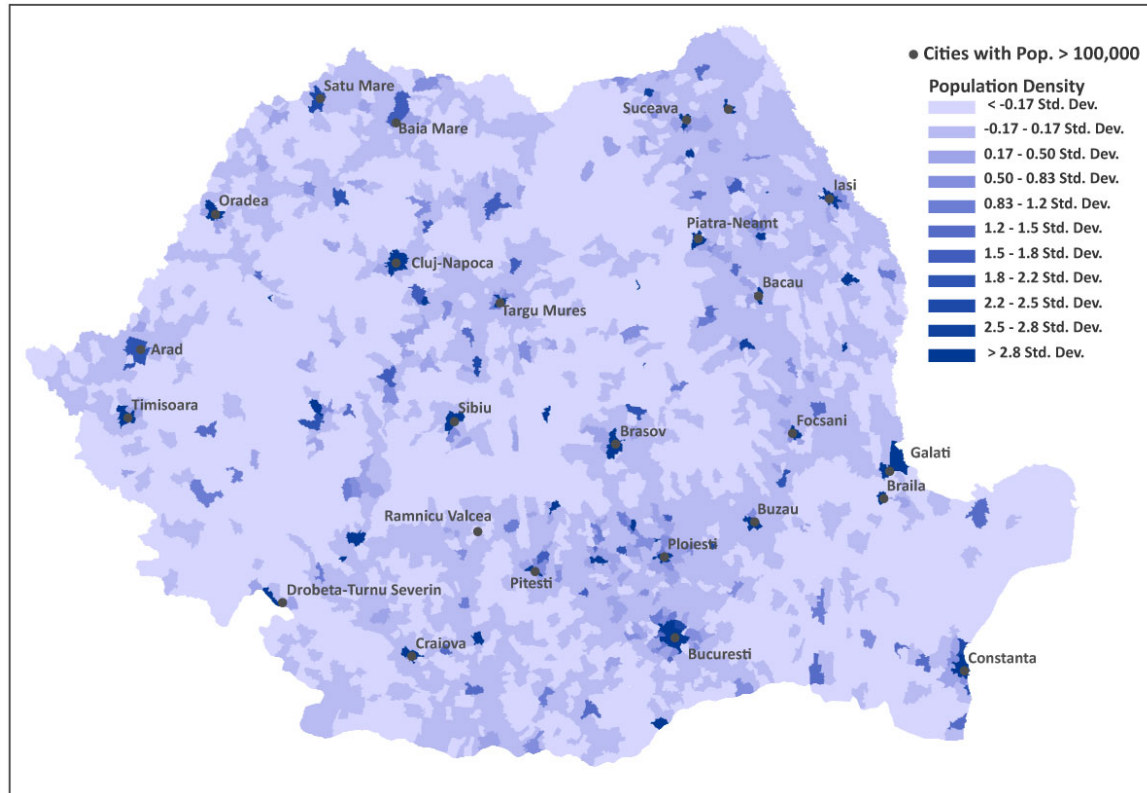 Cities with Pop. > 100,000
Population Density
< -0.17 Std. Dev.
-0.17 - 0.17 Std. Dev.
0.17 - 0.50 Std. Dev.
0.50 - 0.83 Std. Dev.
0.83 - 1.2 Std. Dev.
1.2 - 1.5 Std. Dev.
1.5 - 1.8 Std. Dev.
1.8 - 2.2 Std. Dev.
2.2 - 2.5 Std. Dev.
2.5 - 2.8 Std. Dev.
> 2.8 Std. Dev.
Satu Mare
Baia Mare
Suceava
Oradea
Iasi
Piatra-Neamt
Cluj-Napoca
Bacau
Targu Mures
Arad
Timisoara
Sibiu
Brasov
Focsani
Galati
Braila
Ramnicu Valcea
Buzau
Ploiesti
Pitesti
Drobeta-Turnu Severin
Craiova
Bucuresti
Constanta